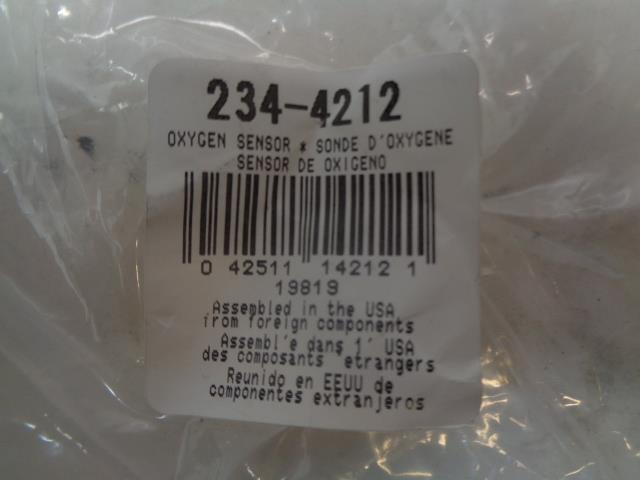 234-4212
OXYGEN SENSOR * SONDE D'OXYGENE
SENSOR DE OXIGENO
0 42511 14212 1
19819
Assembled in the USA
from foreign components
Assembl'e dans l' USA
des composants etrangers
Reunido en EEUU de
componentes extranjeros